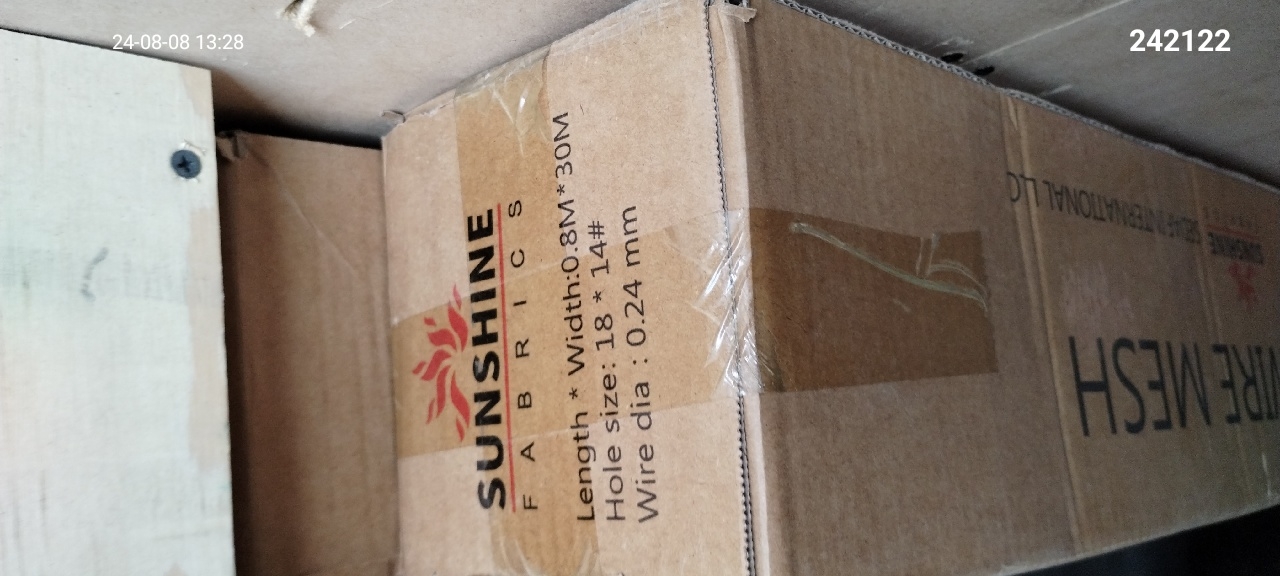 24-08-08 13:28
242122
SUNSHINE
FABRICS
Length * Width:0.8M*30M
Hole size: 18 * 14#
Wire dia : 0.24 mm
INTERNATIONAL LLC
SUNSHINE
WIRE MESH